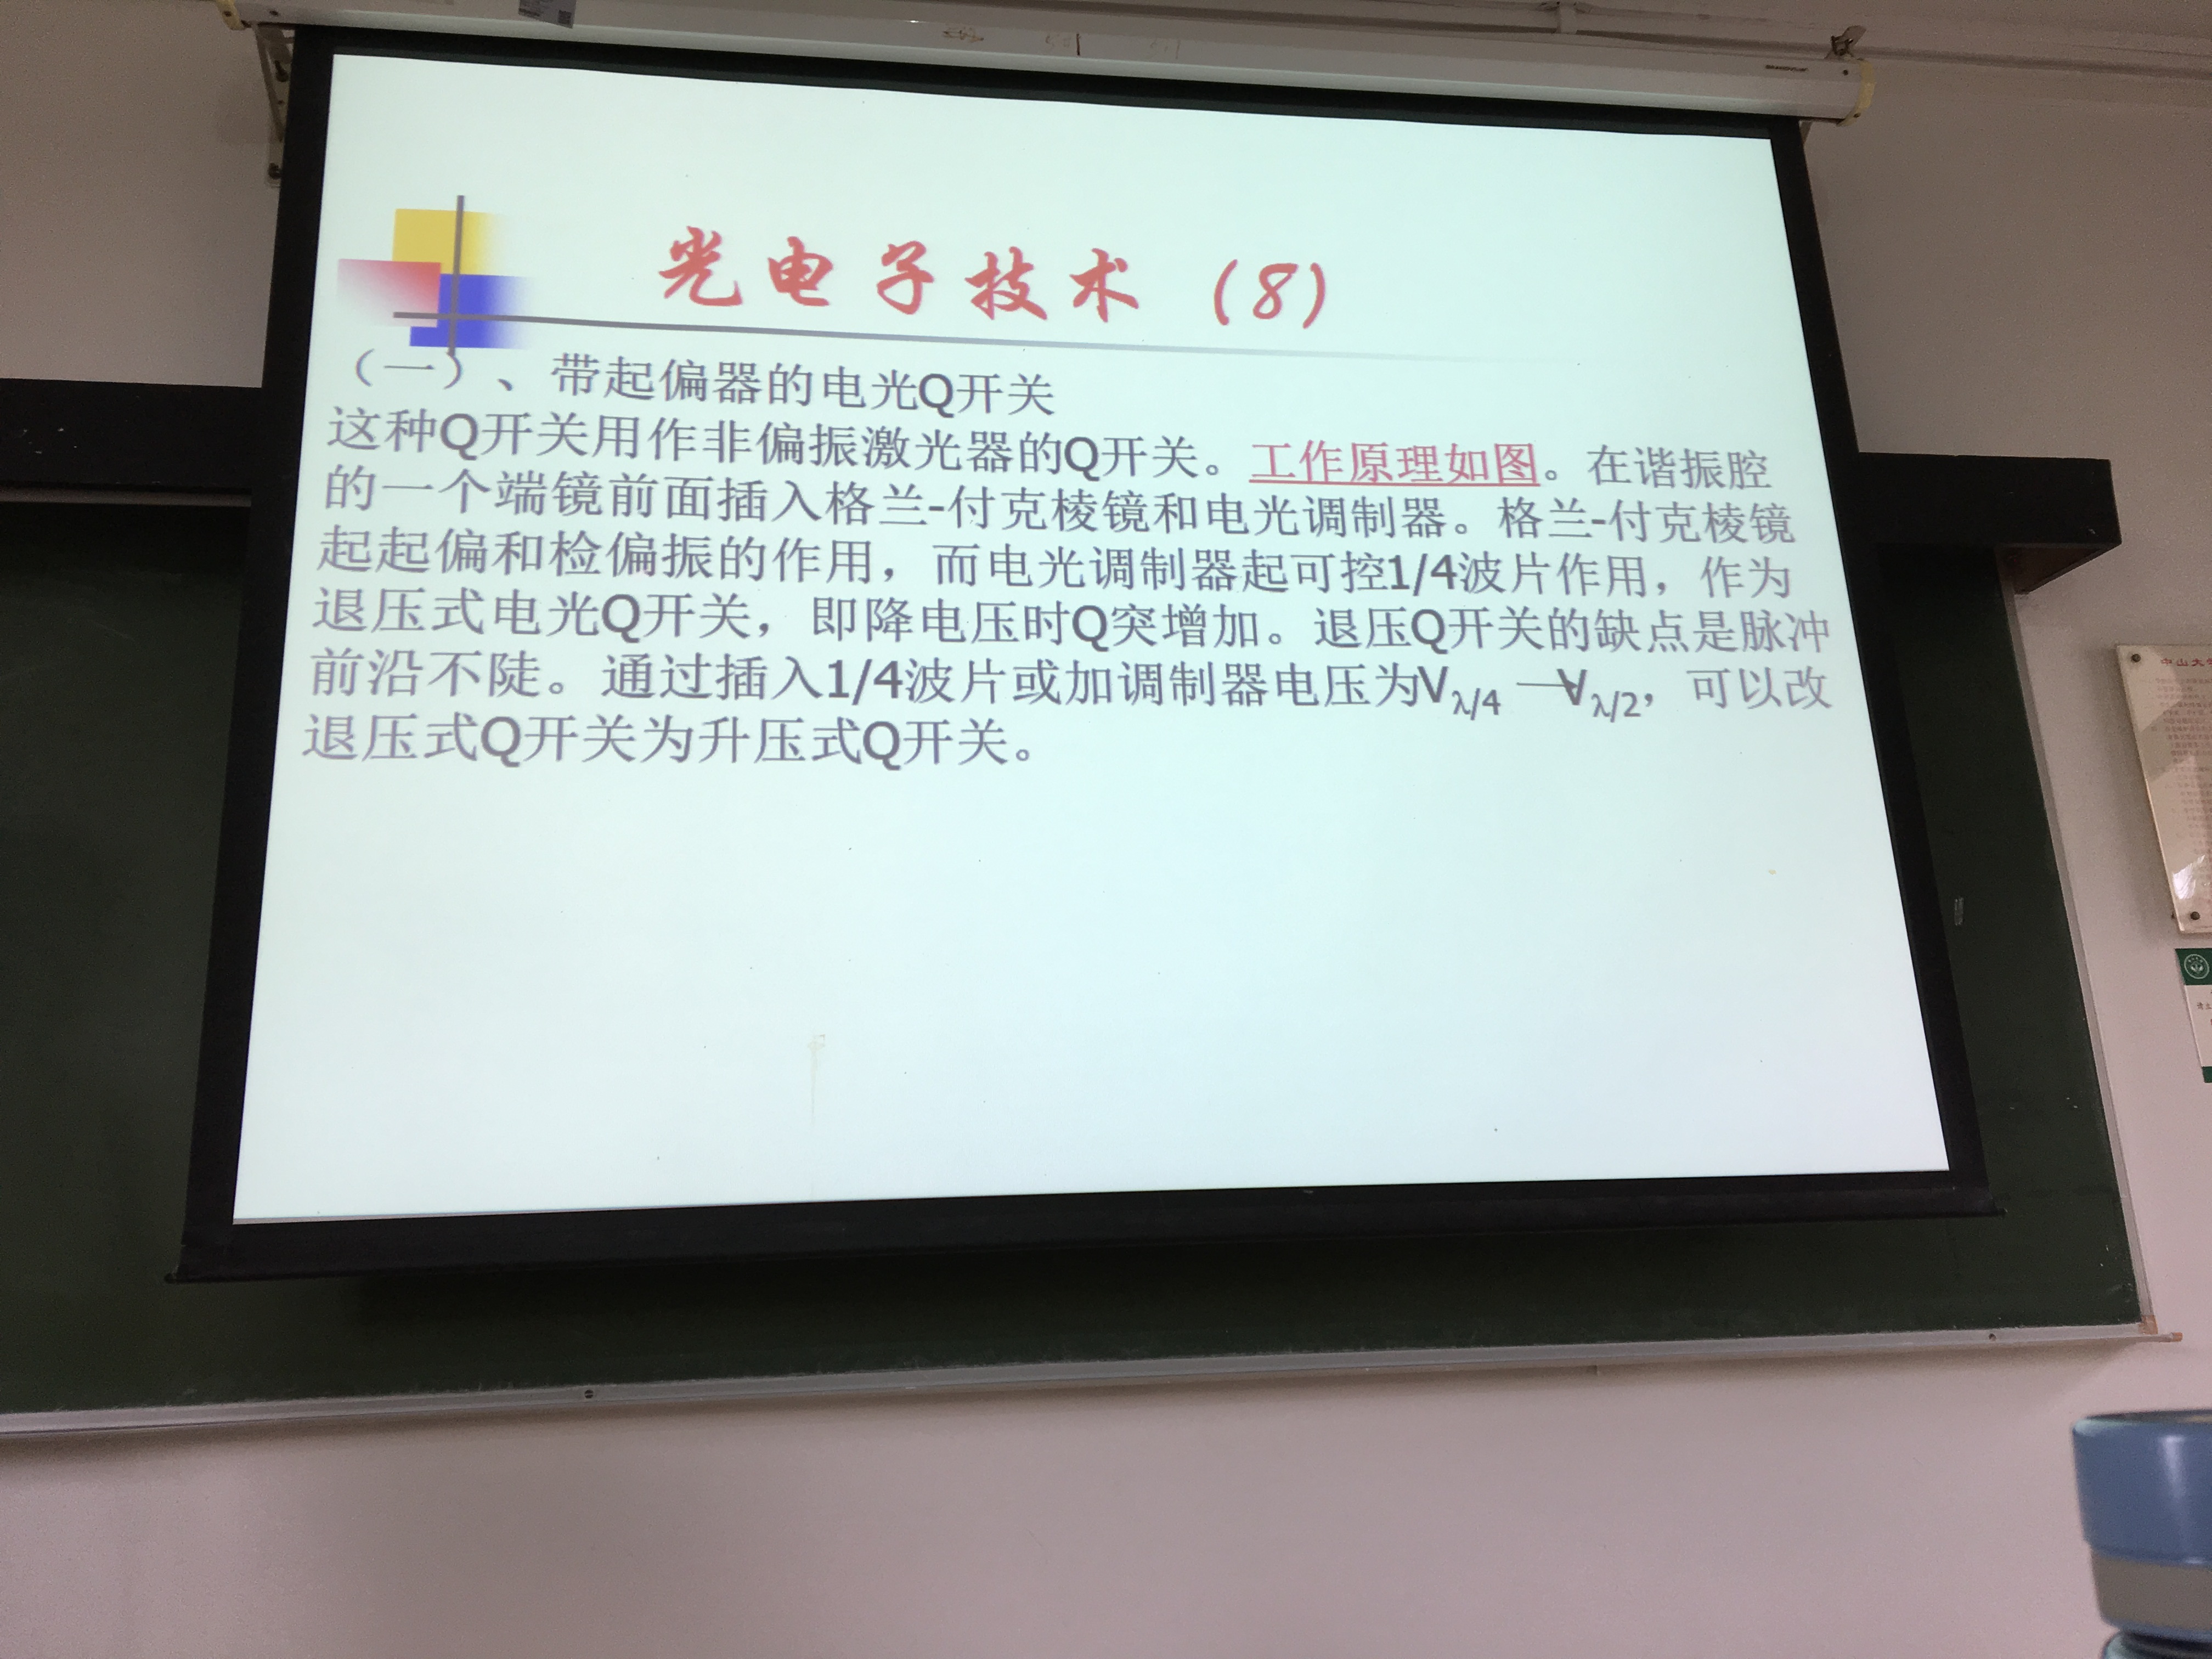 光电子技术（8）
（一）、带起偏器的电光Q开关
这种Q开关用作非偏振激光器的Q开关。工作原理如图。在谐振腔
的一个端镜前面插入格兰-付克棱镜和电光调制器。格兰-付克棱镜
起起偏和检偏振的作用，而电光调制器起可控1/4波片作用，作为
退压式电光Q开关，即降电压时Q突增加。退压Q开关的缺点是脉冲
前沿不陡。通过插入1/4波片或加调制器电压为Vλ/4 —Vλ/2，可以改
退压式Q开关为升压式Q开关。
中山大